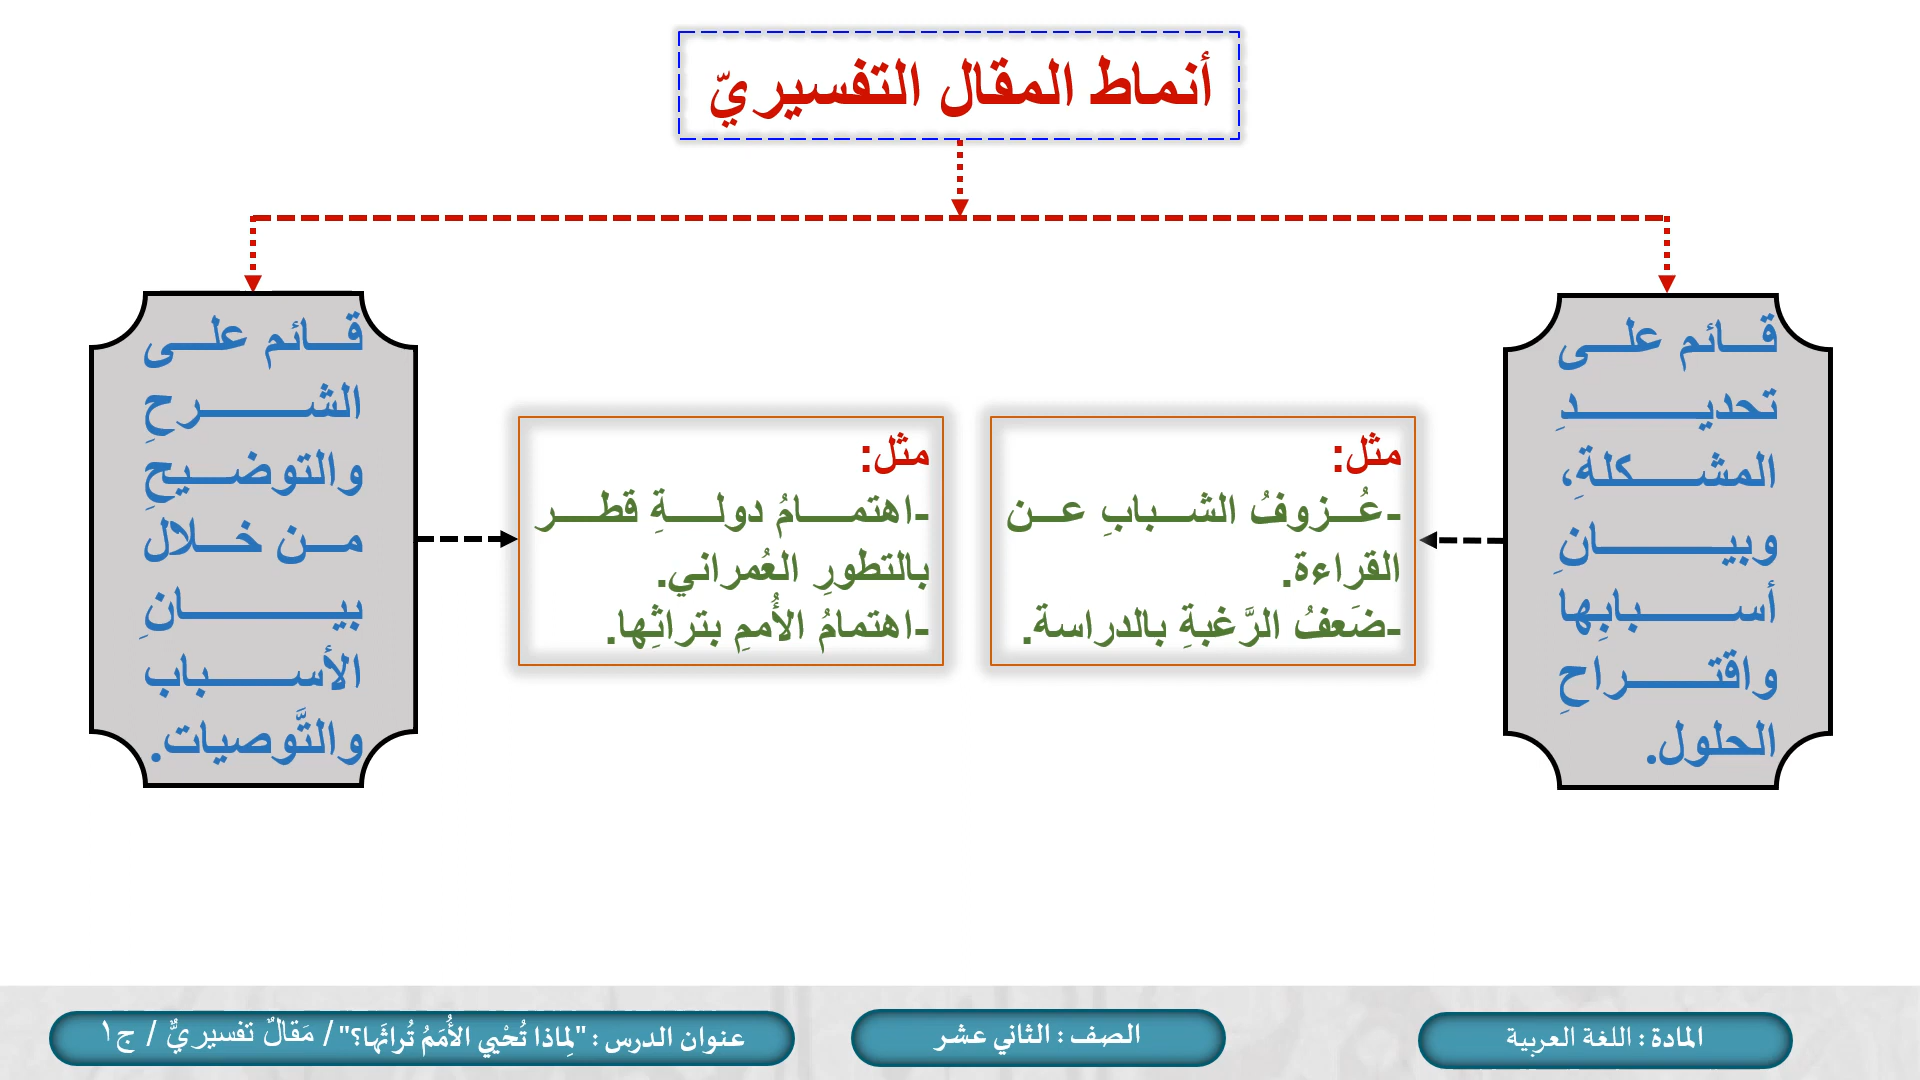 أنماط المقال التفسيريّ
قائم على
تحديدِ
المشكلةِ،
وبيانِ
أسبابِها
واقتراحِ
الحلول.
مثل:
-عُزوفُ الشبابِ عن
القراءة.
-ضَعفُ الرَّغبةِ بالدراسة.
قائم على
الشرحِ
والتوضيحِ
من خلال
بيانِ
الأسباب
والتَّوصيات.
مثل:
-اهتمامُ دولةِ قطر
بالتطورِ العُمراني.
-اهتمامُ الأُممِ بتراثِها.
المادة : اللغة العربية
الصف : الثاني عشر
عنوان الدرس : "لِماذا تُحْيي الأُمَمُ تُراثَها؟" / مَقالٌ تفسيريٌّ / ج١